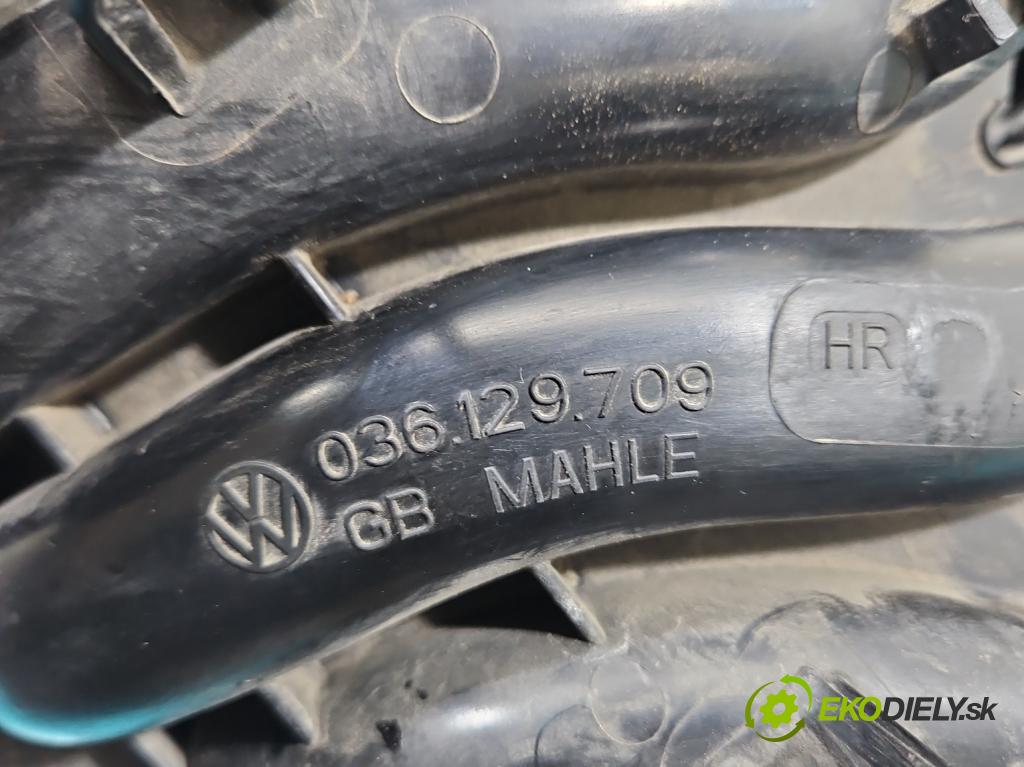 HR
036.129.709
GB MAHLE
EKODIELY.sk